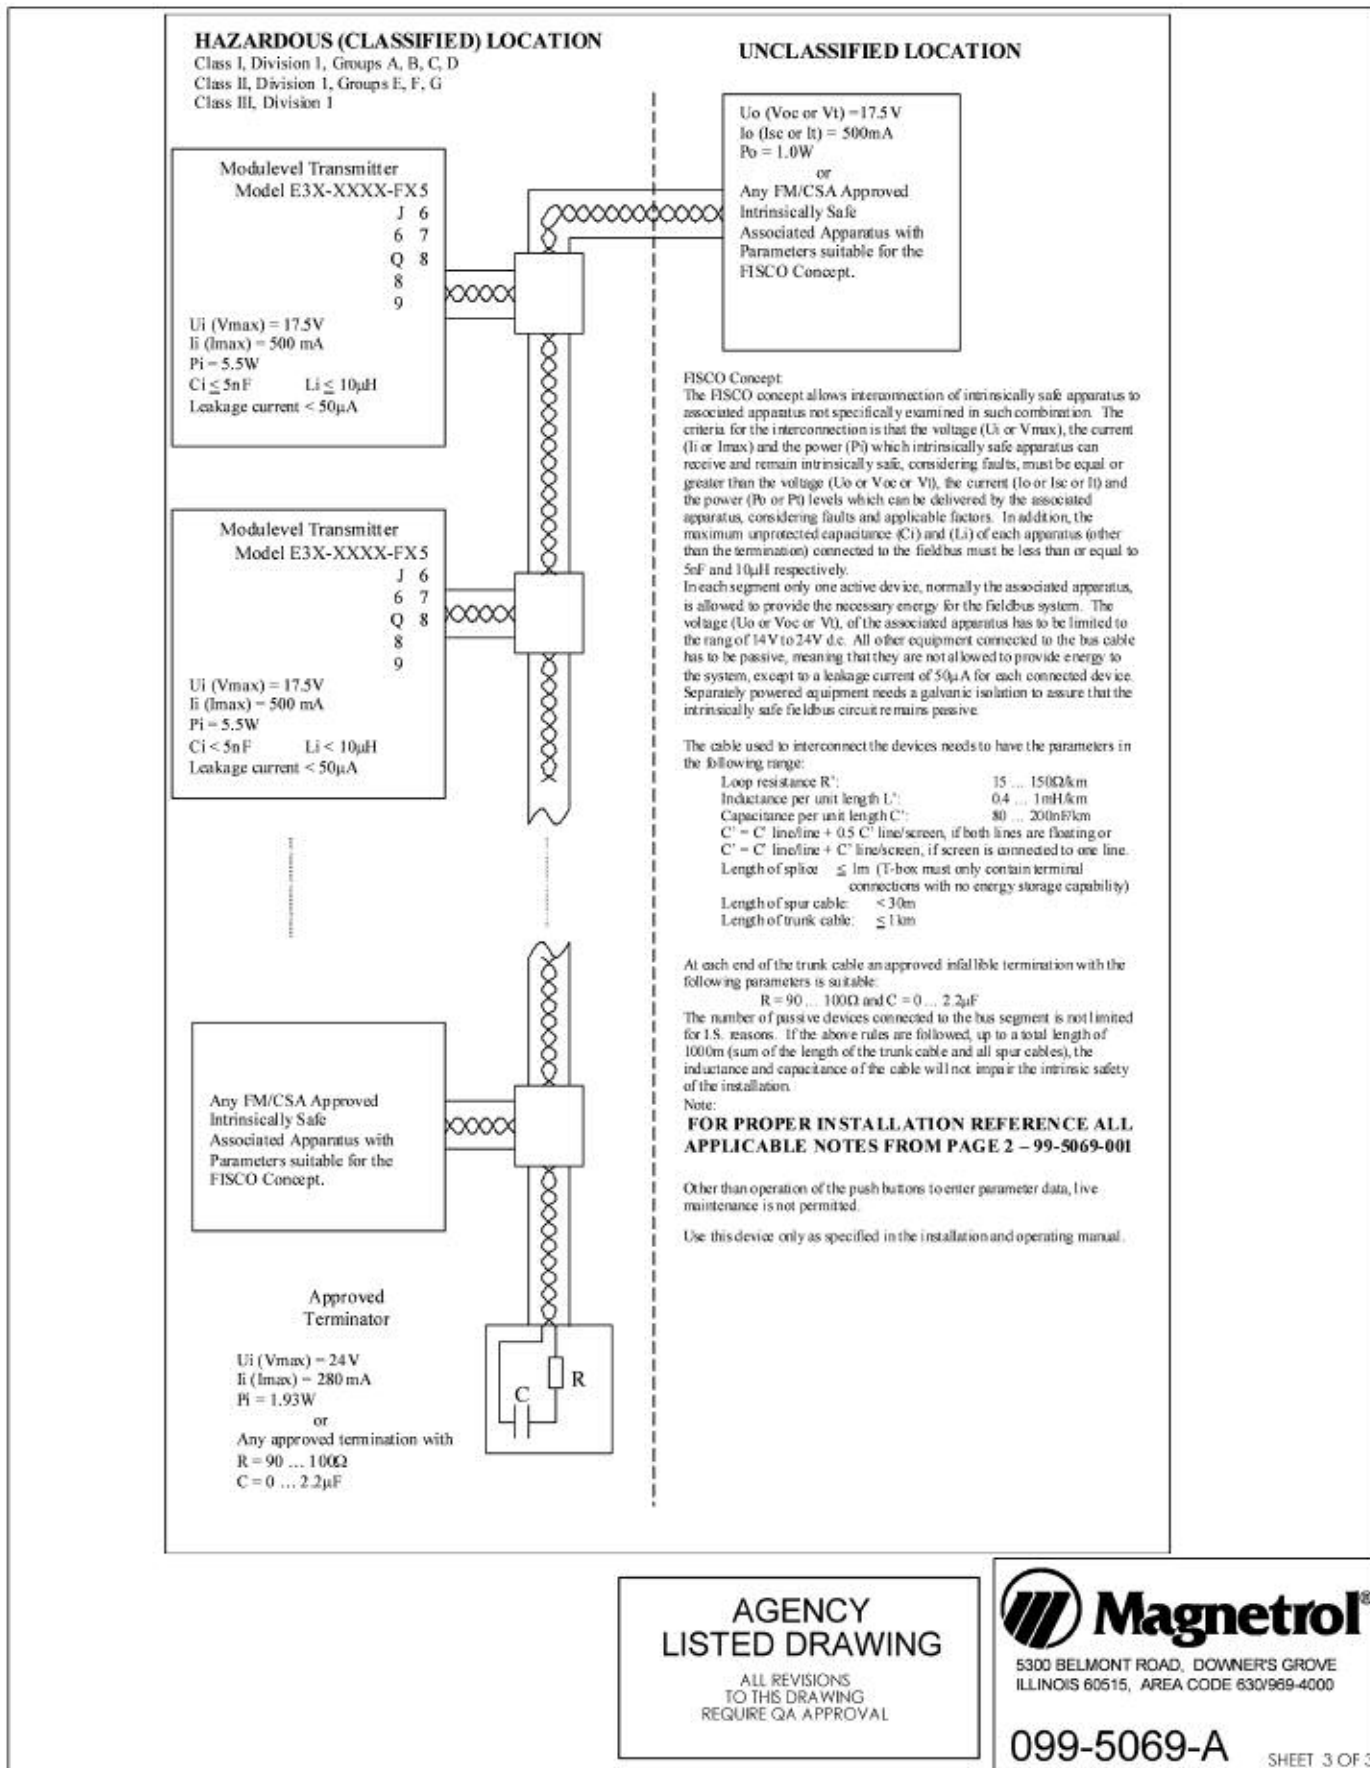 HAZARDOUS (CLASSIFIED) LOCATION
Class I, Division 1, Groups A, B, C, D
Class II, Division 1, Groups E, F, G
Class III, Division 1
UNCLASSIFIED LOCATION
Modulevel Transmitter
Model E3X-XXXX-FX5
J 6
6 7
Q 8
8
9
Ui (Vmax) = 17.5V
Ii (Imax) = 500 mA
Pi = 5.5W
Ci ≤ 5nF Li ≤ 10µH
Leakage current < 50µA
Uo (Voc or Vt) =17.5V
Io (Isc or It) = 500mA
Po = 1.0W
or
Any FM/CSA Approved
Intrinsically Safe
Associated Apparatus with
Parameters suitable for the
FISCO Concept.
Modulevel Transmitter
Model E3X-XXXX-FX5
J 6
6 7
Q 8
8
9
Ui (Vmax) = 17.5V
Ii (Imax) = 500 mA
Pi = 5.5W
Ci < 5nF Li < 10µH
Leakage current < 50µA
Any FM/CSA Approved
Intrinsically Safe
Associated Apparatus with
Parameters suitable for the
FISCO Concept.
Approved
Terminator
Ui (Vmax) = 24V
Ii (Imax) = 280 mA
Pi = 1.93W
or
Any approved termination with
R = 90 ... 100Ω
C = 0 ... 2.2µF
C
R
FISCO Concept:
The FISCO concept allows interconnection of intrinsically safe apparatus to
associated apparatus not specifically examined in such combination. The
criteria for the interconnection is that the voltage (Ui or Vmax), the current
(Ii or Imax) and the power (Pi) which intrinsically safe apparatus can
receive and remain intrinsically safe, considering faults, must be equal or
greater than the voltage (Uo or Voc or Vt), the current (Io or Isc or It) and
the power (Po or Pt) levels which can be delivered by the associated
apparatus, considering faults and applicable factors. In addition, the
maximum unprotected capacitance (Ci) and (Li) of each apparatus (other
than the termination) connected to the fieldbus must be less than or equal to
5nF and 10µH respectively.
In each segment only one active device, normally the associated apparatus,
is allowed to provide the necessary energy for the fieldbus system. The
voltage (Uo or Voc or Vt), of the associated apparatus has to be limited to
the rang of 14V to 24V d.c. All other equipment connected to the bus cable
has to be passive, meaning that they are not allowed to provide energy to
the system, except to a leakage current of 50µA for each connected device.
Separately powered equipment needs a galvanic isolation to assure that the
intrinsically safe fieldbus circuit remains passive.
The cable used to interconnect the devices needs to have the parameters in
the following range:
Loop resistance R': 15 ... 150Ω/km
Inductance per unit length L': 0.4 ... 1mH/km
Capacitance per unit length C': 80 ... 200nF/km
C' = C' line/line + 0.5 C' line/screen, if both lines are floating or
C' = C' line/line + C' line/screen, if screen is connected to one line.
Length of splice ≤ 1m (T-box must only contain terminal
connections with no energy storage capability)
Length of spur cable: < 30m
Length of trunk cable: ≤ 1km
At each end of the trunk cable an approved infallible termination with the
following parameters is suitable:
R = 90 ... 100Ω and C = 0 ... 2.2µF
The number of passive devices connected to the bus segment is not limited
for I.S. reasons. If the above rules are followed, up to a total length of
1000m (sum of the length of the trunk cable and all spur cables), the
inductance and capacitance of the cable will not impair the intrinsic safety
of the installation.
Note:
FOR PROPER INSTALLATION REFERENCE ALL
APPLICABLE NOTES FROM PAGE 2 – 99-5069-001
Other than operation of the push buttons to enter parameter data, live
maintenance is not permitted.
Use this device only as specified in the installation and operating manual.
AGENCY
LISTED DRAWING
ALL REVISIONS
TO THIS DRAWING
REQUIRE QA APPROVAL
Magnetrol®
5300 BELMONT ROAD, DOWNER'S GROVE
ILLINOIS 60515, AREA CODE 630/969-4000
099-5069-A SHEET 3 OF 3